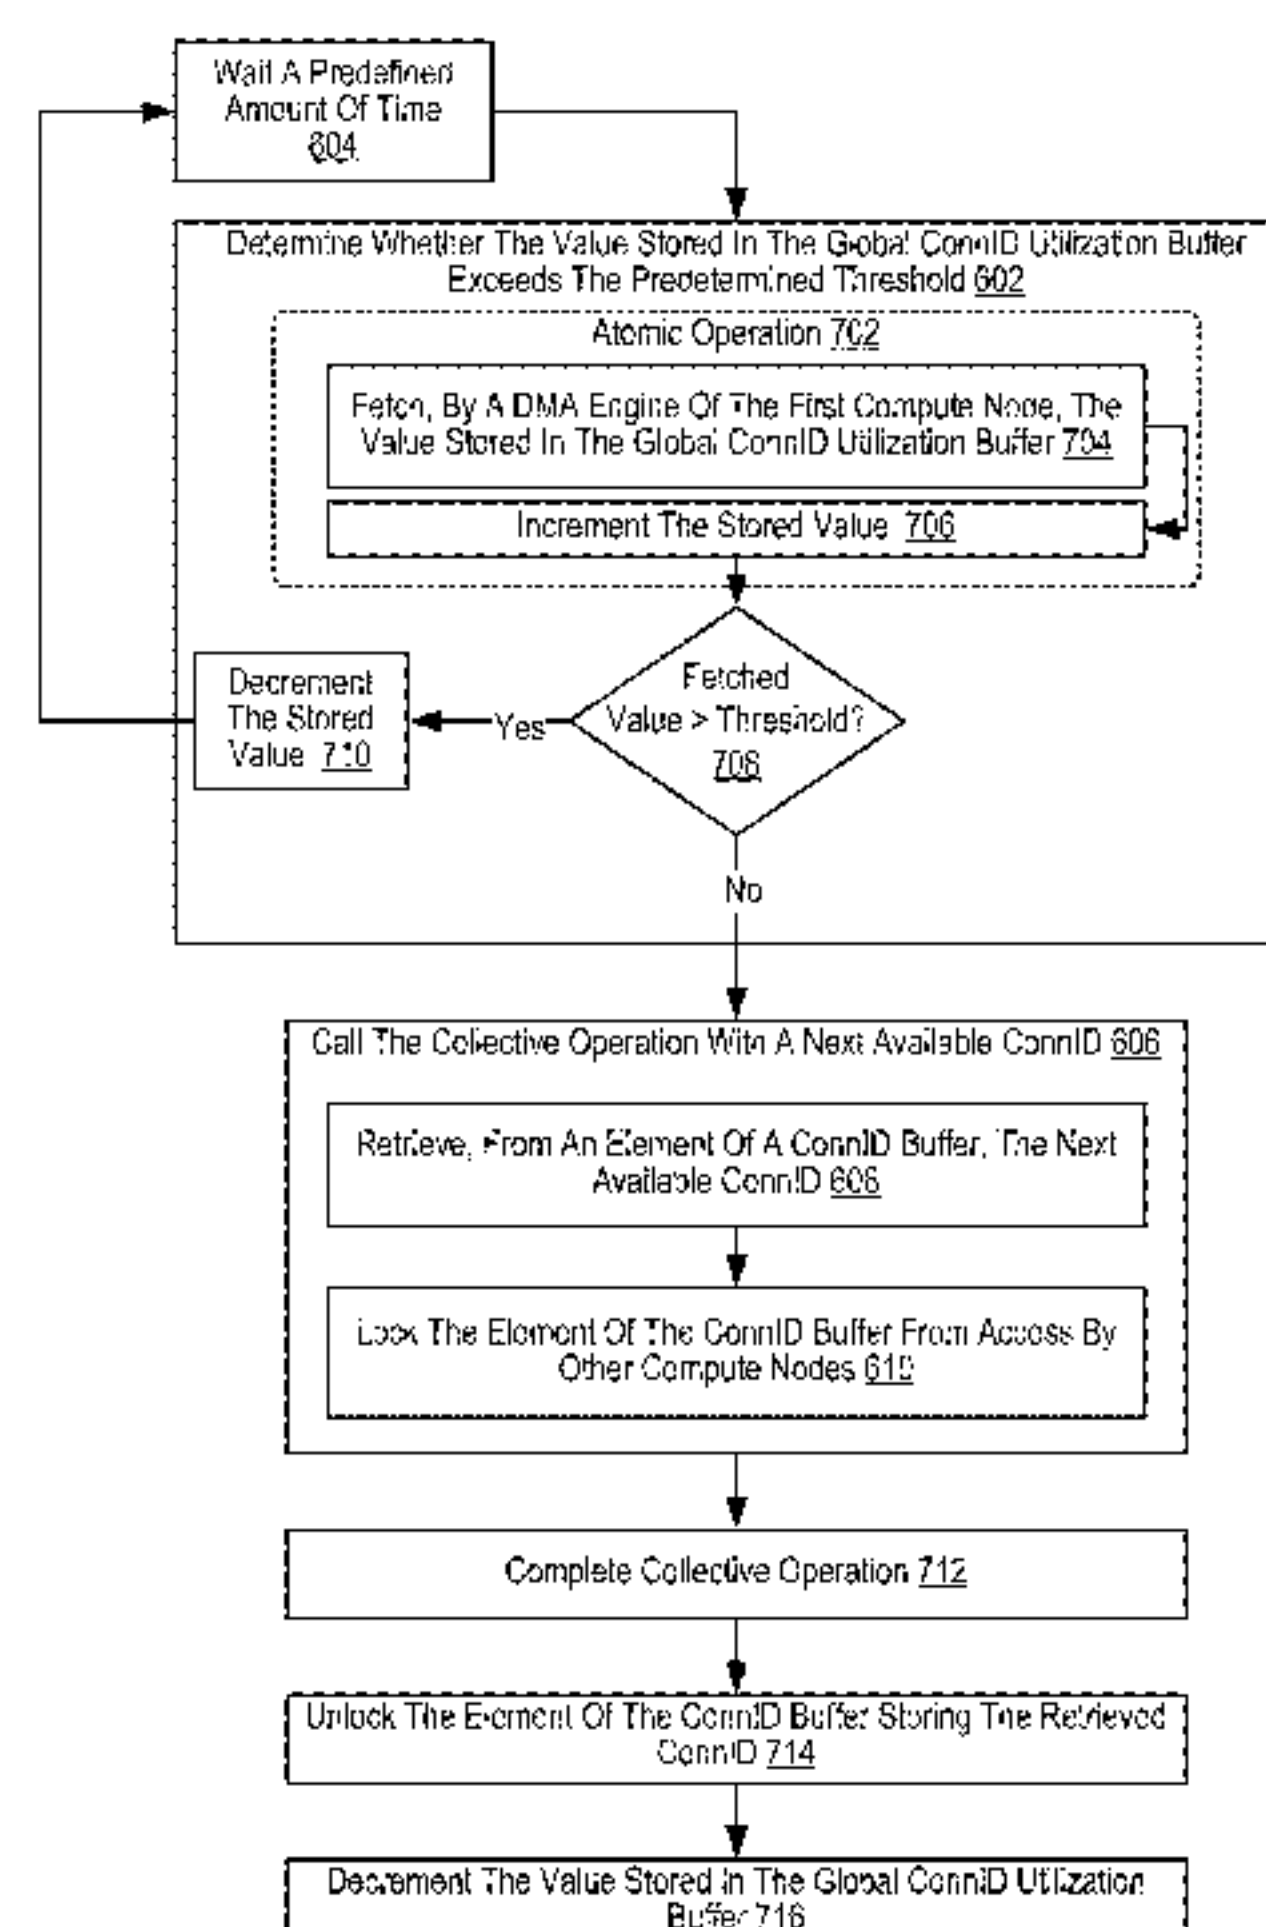 Wait A Predefined
Amount Of Time
604
Determine Whether The Value Stored In The Global ConnID Utilization Buffer
Exceeds The Predetermined Threshold 602
Atomic Operation 702
Fetch, By A DMA Engine Of The First Compute Node, The
Value Stored In The Global ConnID Utilization Buffer 704
Increment The Stored Value 706
Decrement
The Stored
Value 710
Yes
Fetched
Value > Threshold?
708
No
Call The Collective Operation With A Next Available ConnID 606
Retrieve, From An Element Of A ConnID Buffer, The Next
Available ConnID 608
Lock The Element Of The ConnID Buffer From Access By
Other Compute Nodes 610
Complete Collective Operation 712
Unlock The Element Of The ConnID Buffer Storing The Retrieved
ConnID 714
Decrement The Value Stored In The Global ConnID Utilization
Buffer 716